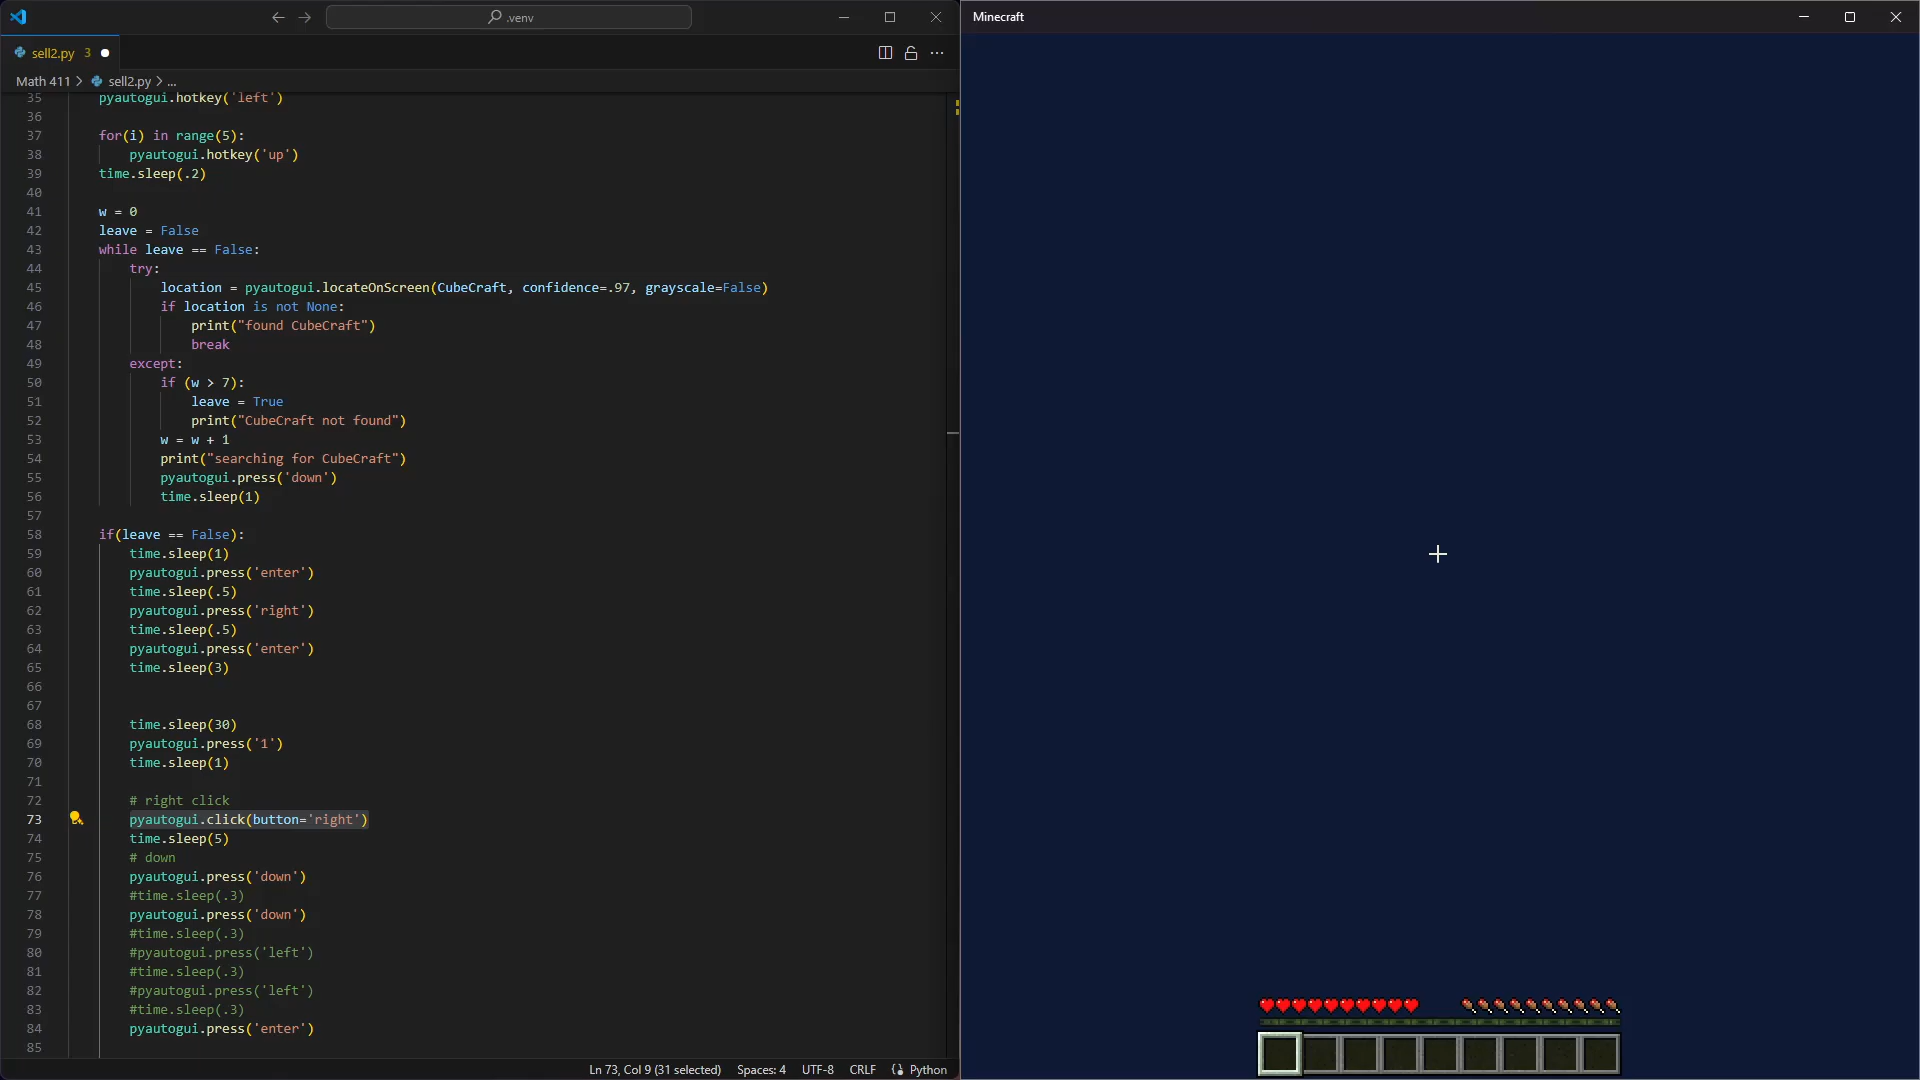 .venv
sell2.py 3
Math 411 > sell2.py > ...
35 pyautogui.hotkey('left')
36
37 for(i) in range(5):
38 pyautogui.hotkey('up')
39 time.sleep(.2)
40
41 w = 0
42 leave = False
43 while leave == False:
44 try:
45 location = pyautogui.locateOnScreen(CubeCraft, confidence=.97, grayscale=False)
46 if location is not None:
47 print("found CubeCraft")
48 break
49 except:
50 if (w > 7):
51 leave = True
52 print("CubeCraft not found")
53 w = w + 1
54 print("searching for CubeCraft")
55 pyautogui.press('down')
56 time.sleep(1)
57
58 if(leave == False):
59 time.sleep(1)
60 pyautogui.press('enter')
61 time.sleep(.5)
62 pyautogui.press('right')
63 time.sleep(.5)
64 pyautogui.press('enter')
65 time.sleep(3)
66
67
68 time.sleep(30)
69 pyautogui.press('1')
70 time.sleep(1)
71
72 # right click
73 pyautogui.click(button='right')
74 time.sleep(5)
75 # down
76 pyautogui.press('down')
77 #time.sleep(.3)
78 pyautogui.press('down')
79 #time.sleep(.3)
80 #pyautogui.press('left')
81 #time.sleep(.3)
82 #pyautogui.press('left')
83 #time.sleep(.3)
84 pyautogui.press('enter')
85
Ln 73, Col 9 (31 selected) Spaces: 4 UTF-8 CRLF Python
Minecraft